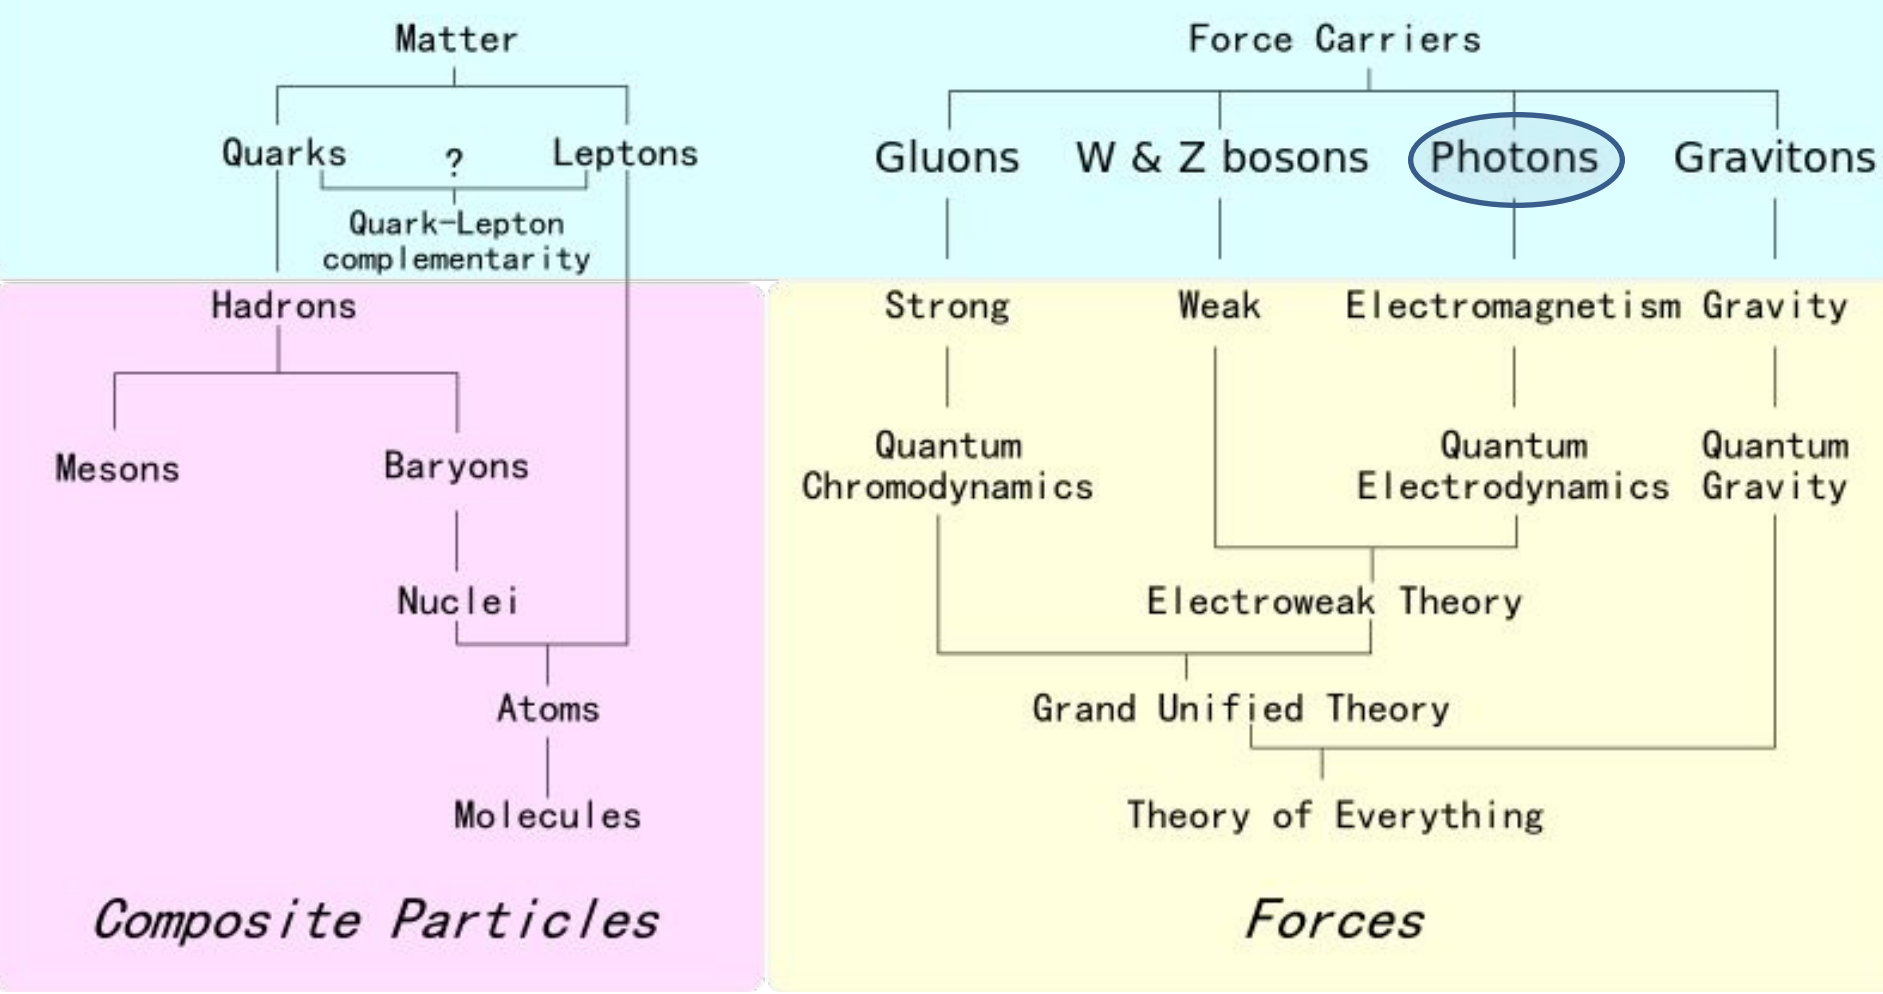 Matter
Force Carriers
Quarks
?
Leptons
Quark-Lepton
complementarity
Gluons
W & Z bosons
Photons
Gravitons
Hadrons
Strong
Weak
Electromagnetism
Gravity
Mesons
Baryons
Quantum
Chromodynamics
Quantum
Electrodynamics
Quantum
Gravity
Nuclei
Electroweak Theory
Atoms
Grand Unified Theory
Molecules
Theory of Everything
Composite Particles
Forces